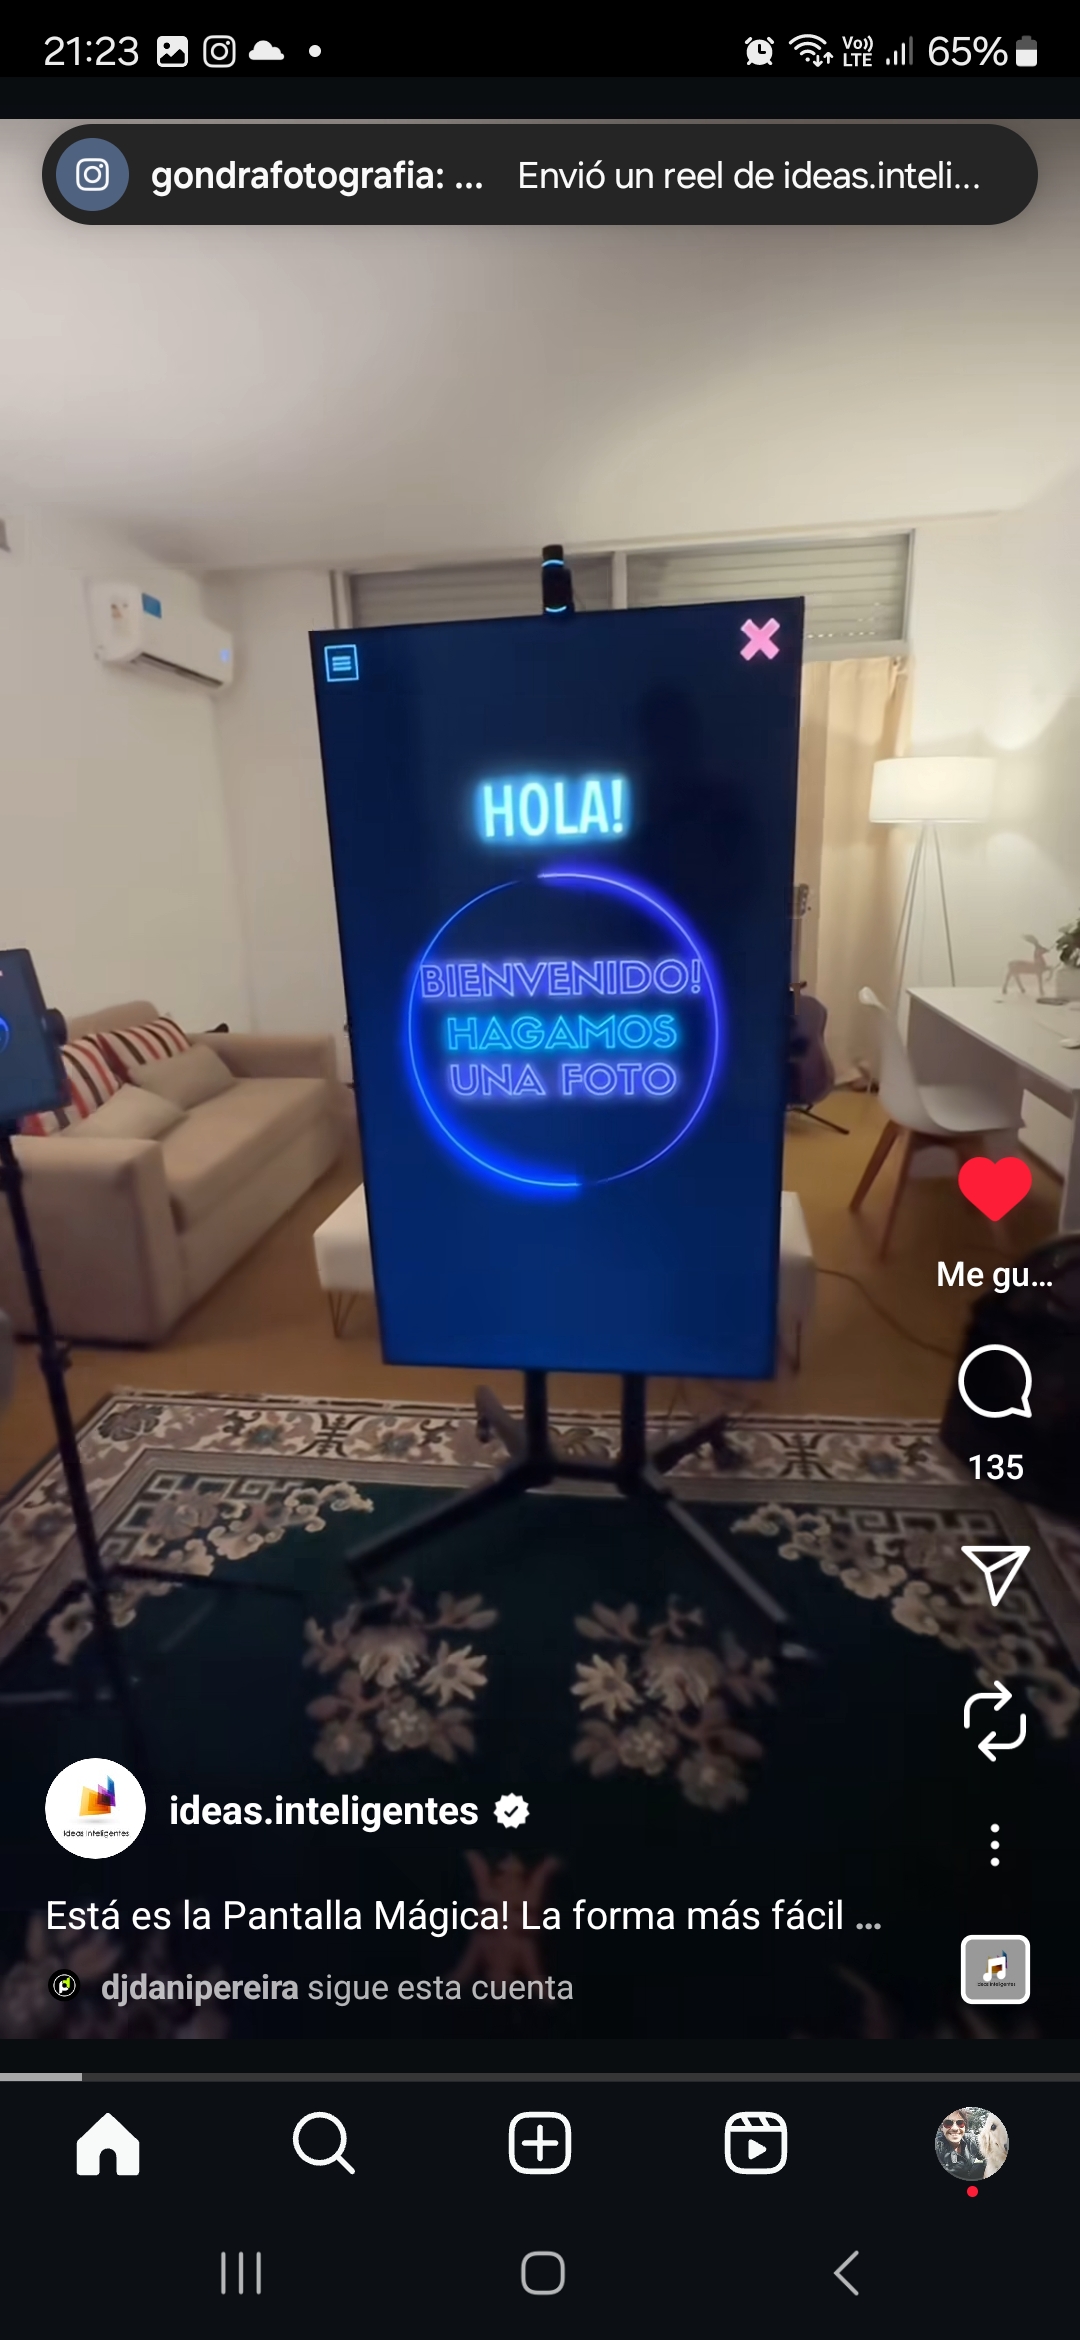 21:23
Vo))
LTE
65%
gondrafotografia: ... Envió un reel de ideas.inteli...
HOLA!
BIENVENIDO!
HAGAMOS
UNA FOTO
Me gu...
135
Ideas Inteligentes
ideas.inteligentes
Está es la Pantalla Mágica! La forma más fácil ...
djdanipereira sigue esta cuenta